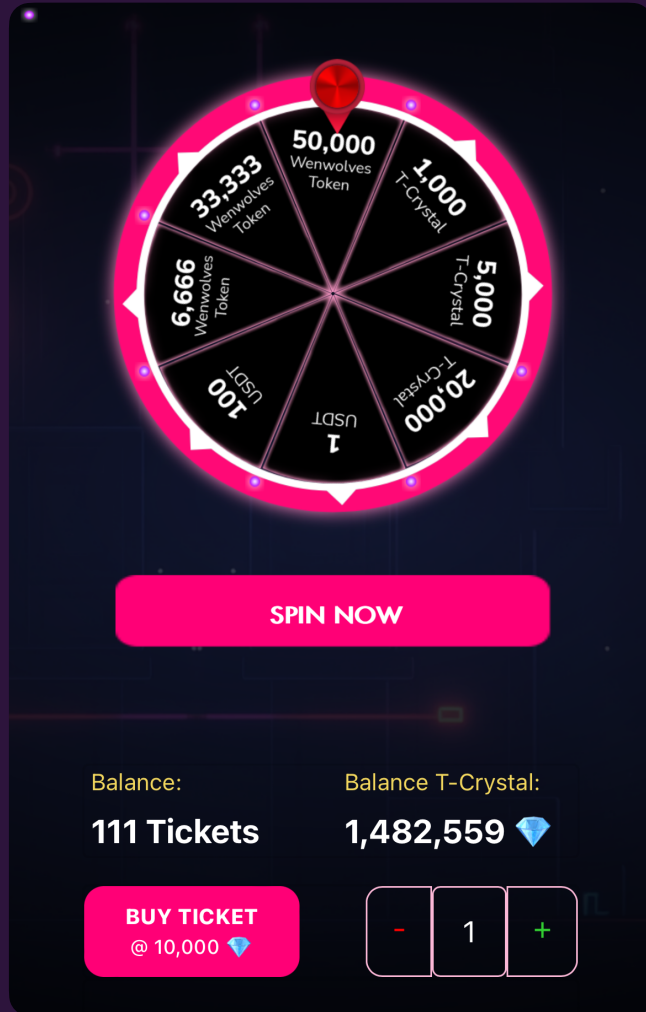 50,000
Wenwolves
Token
1,000
T-Crystal
5,000
T-Crystal
20,000
T-Crystal
1
USDT
100
USDT
6,666
Wenwolves
Token
33,333
Wenwolves
Token
SPIN NOW
Balance:
111 Tickets
Balance T-Crystal:
1,482,559 💎
BUY TICKET
@ 10,000 💎
- 1 +